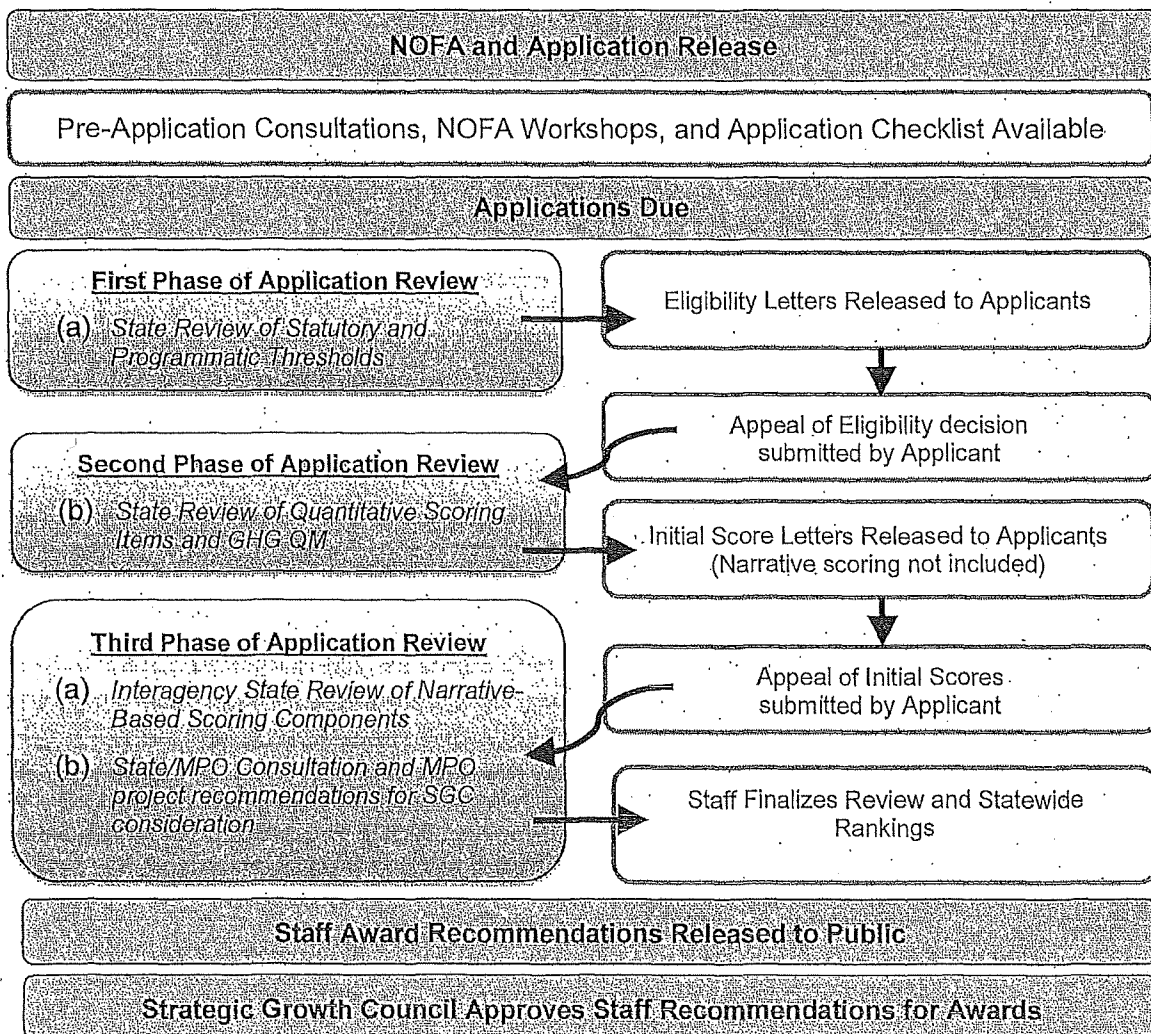 NOFA and Application Release
Pre-Application Consultations, NOFA Workshops, and Application Checklist Available
Applications Due
First Phase of Application Review
(a) State Review of Statutory and
Programmatic Thresholds
Eligibility Letters Released to Applicants
Appeal of Eligibility decision
submitted by Applicant
Second Phase of Application Review
(b) State Review of Quantitative Scoring
Items and GHG QM
Initial Score Letters Released to Applicants
(Narrative scoring not included)
Third Phase of Application Review
(a) Interagency State Review of Narrative-
Based Scoring Components
(b) State/MPO Consultation and MPO
project recommendations for SGC
consideration
Appeal of Initial Scores
submitted by Applicant
Staff Finalizes Review and Statewide
Rankings
Staff Award Recommendations Released to Public
Strategic Growth Council Approves Staff Recommendations for Awards